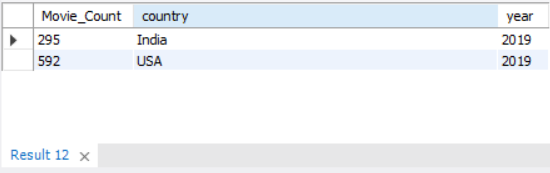 Movie_Count country year
295 India 2019
592 USA 2019
Result 12